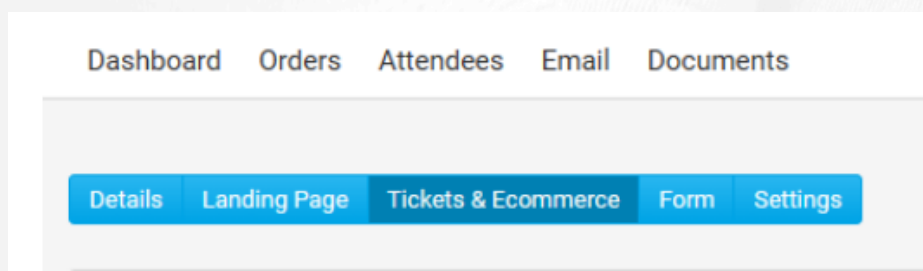 Dashboard Orders Attendees Email Documents
Details Landing Page Tickets & Ecommerce Form Settings